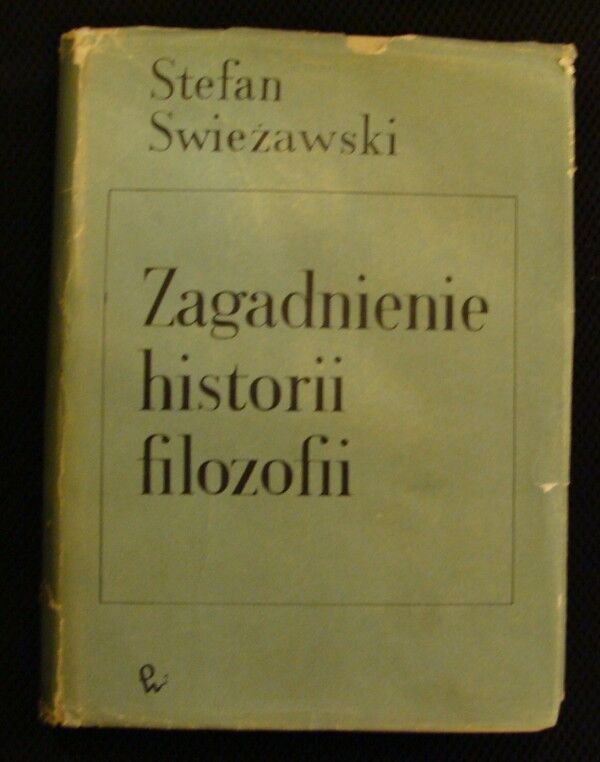 Stefan
Swieżawski
Zagadnienie
historii
filozofii